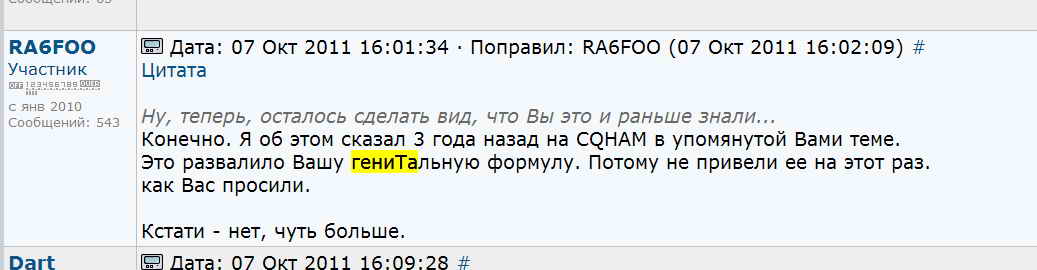 Сообщений: 63
RA6FOO
Участник
с янв 2010
Сообщений: 543
Дата: 07 Окт 2011 16:01:34 · Поправил: RA6FOO (07 Окт 2011 16:02:09) #
Цитата
Ну, теперь, осталось сделать вид, что Вы это и раньше знали...
Конечно. Я об этом сказал 3 года назад на CQHAM в упомянутой Вами теме.
Это развалило Вашу гениТальную формулу. Потому не привели ее на этот раз.
как Вас просили.
Кстати - нет, чуть больше.
Dart
Дата: 07 Окт 2011 16:09:28 #